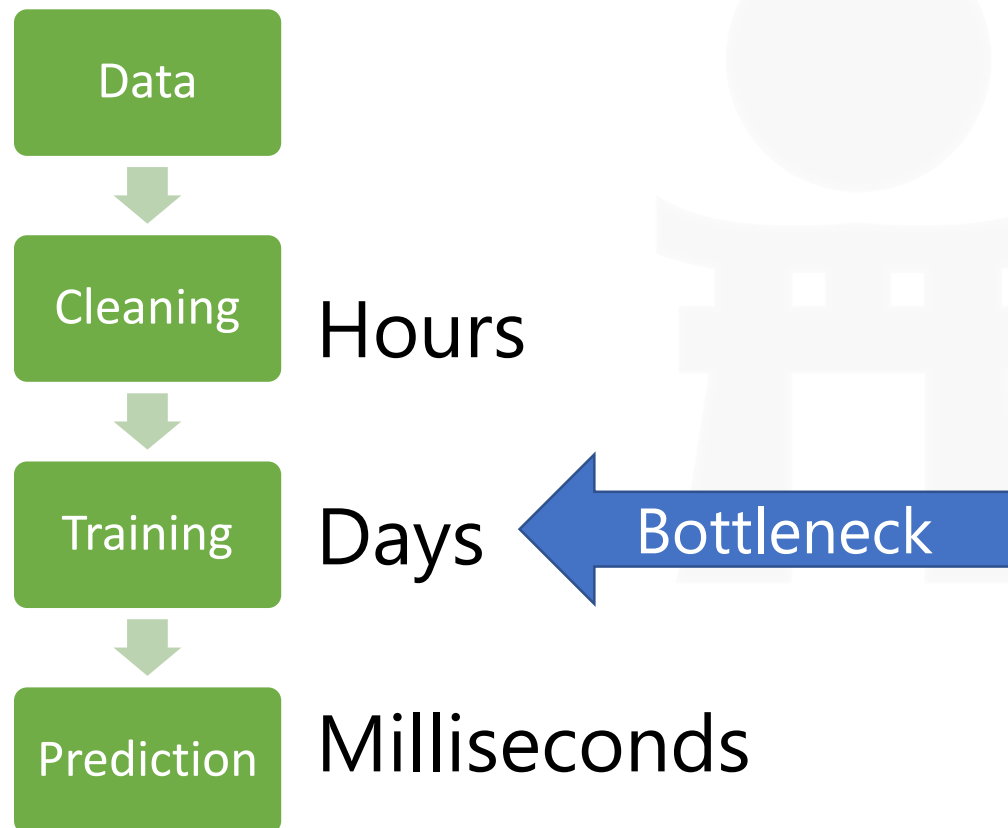 Data
Cleaning
Hours
Training
Days
Bottleneck
Prediction
Milliseconds